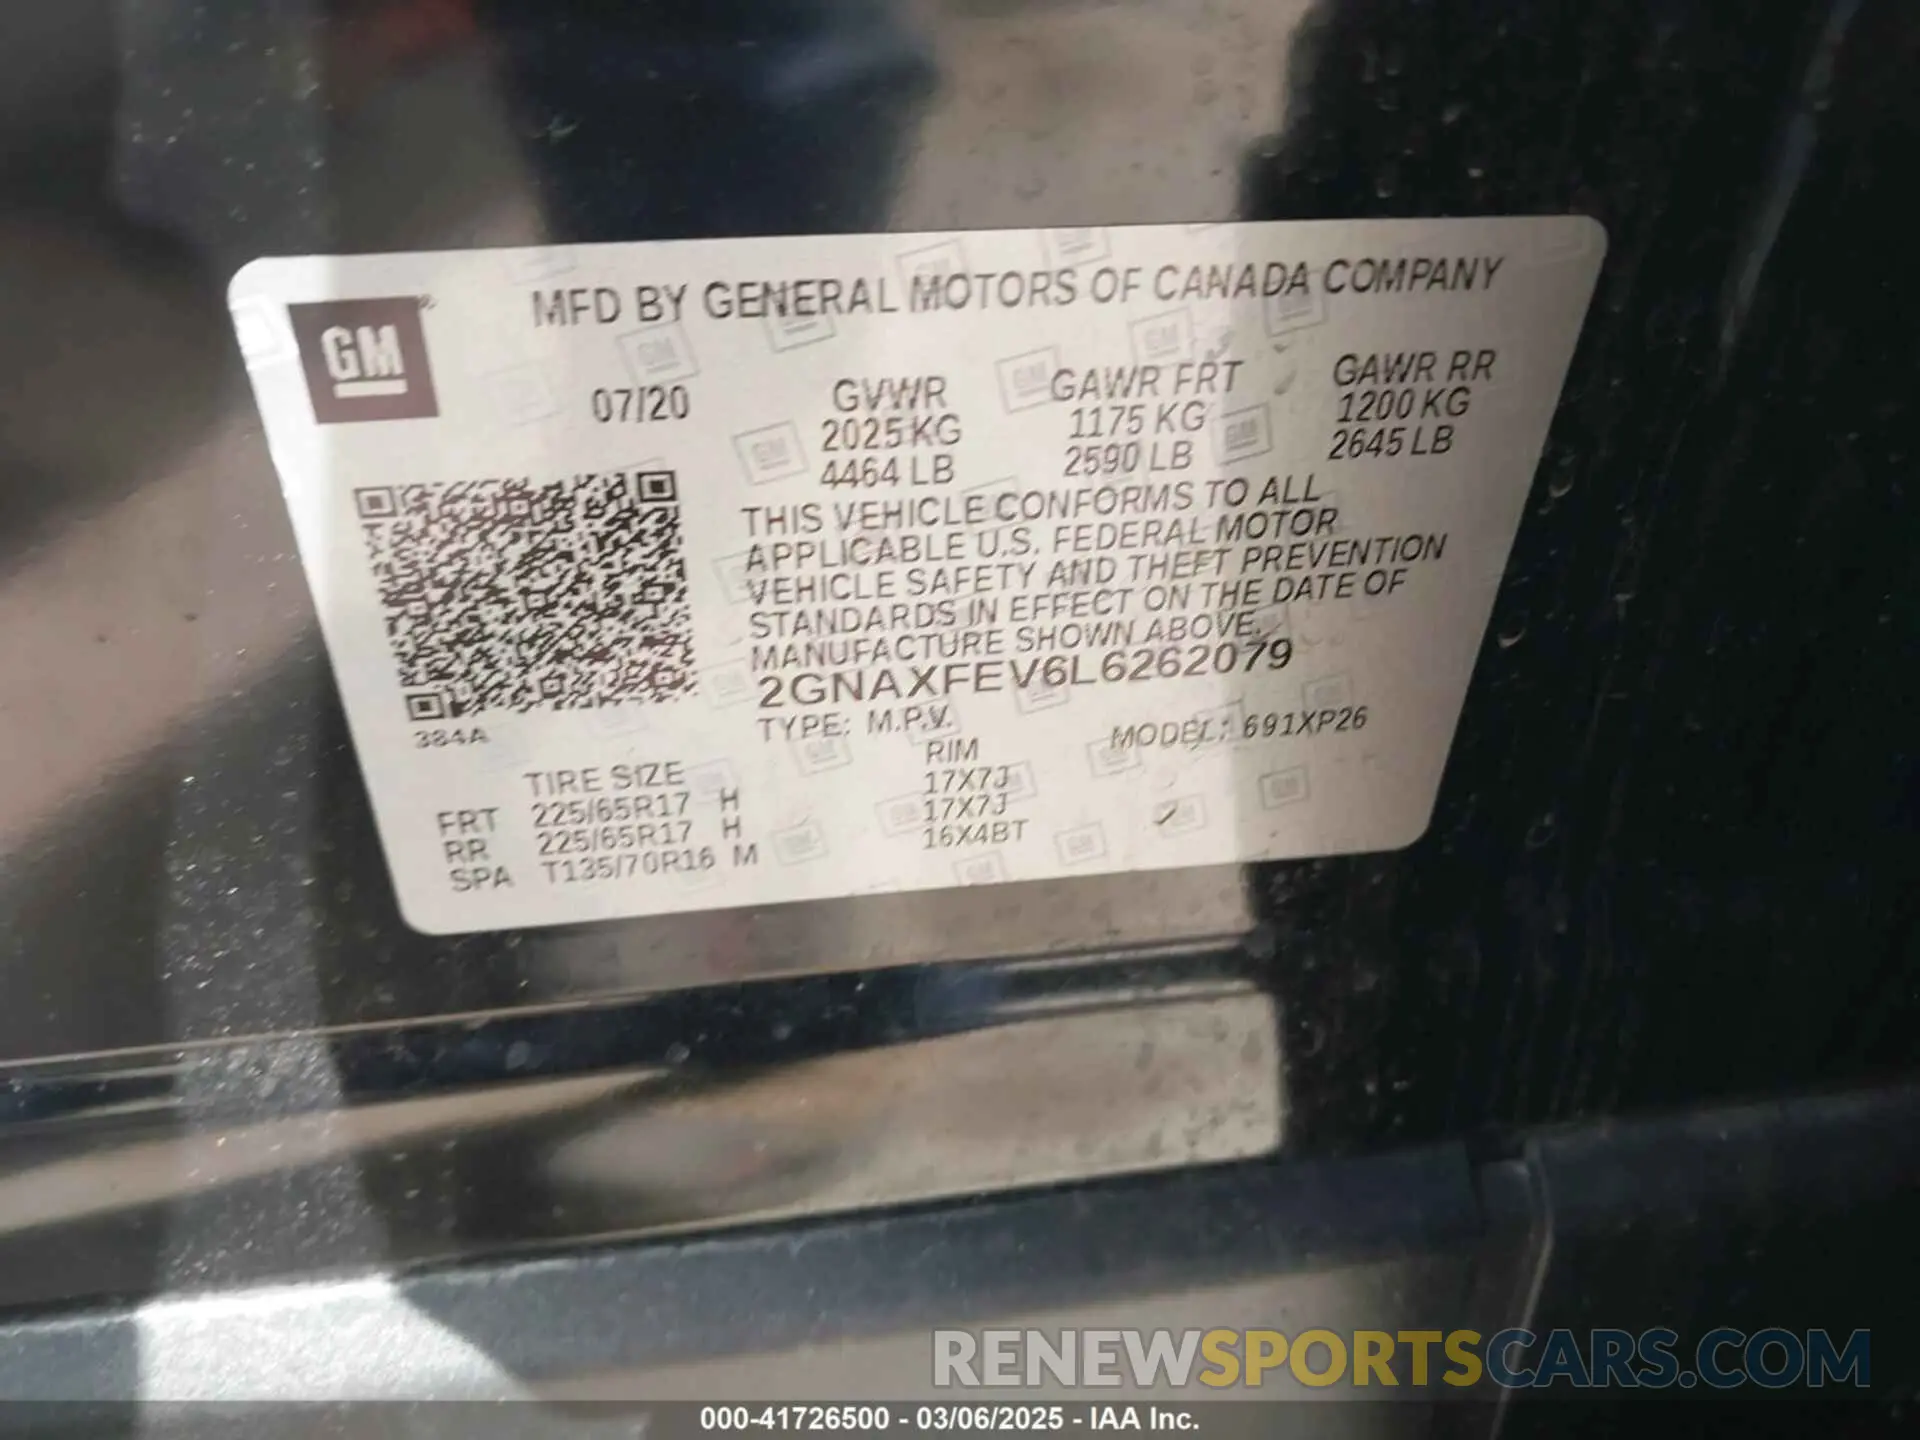 GM
MFD BY GENERAL MOTORS OF CANADA COMPANY
07/20 GVWR GAWR FRT GAWR RR
2025 KG 1175 KG 1200 KG
4464 LB 2590 LB 2645 LB
THIS VEHICLE CONFORMS TO ALL
APPLICABLE U.S. FEDERAL MOTOR
VEHICLE SAFETY AND THEFT PREVENTION
STANDARDS IN EFFECT ON THE DATE OF
MANUFACTURE SHOWN ABOVE.
2GNAXFEV6L6262079
384A
TYPE: M.P.V. MODEL: 691XP26
TIRE SIZE RIM
FRT 225/65R17 H 17X7J
RR 225/65R17 H 17X7J
SPA T135/70R16 M 16X4BT
RENEWSPORTSCARS.COM
000-41726500 - 03/06/2025 - IAA Inc.